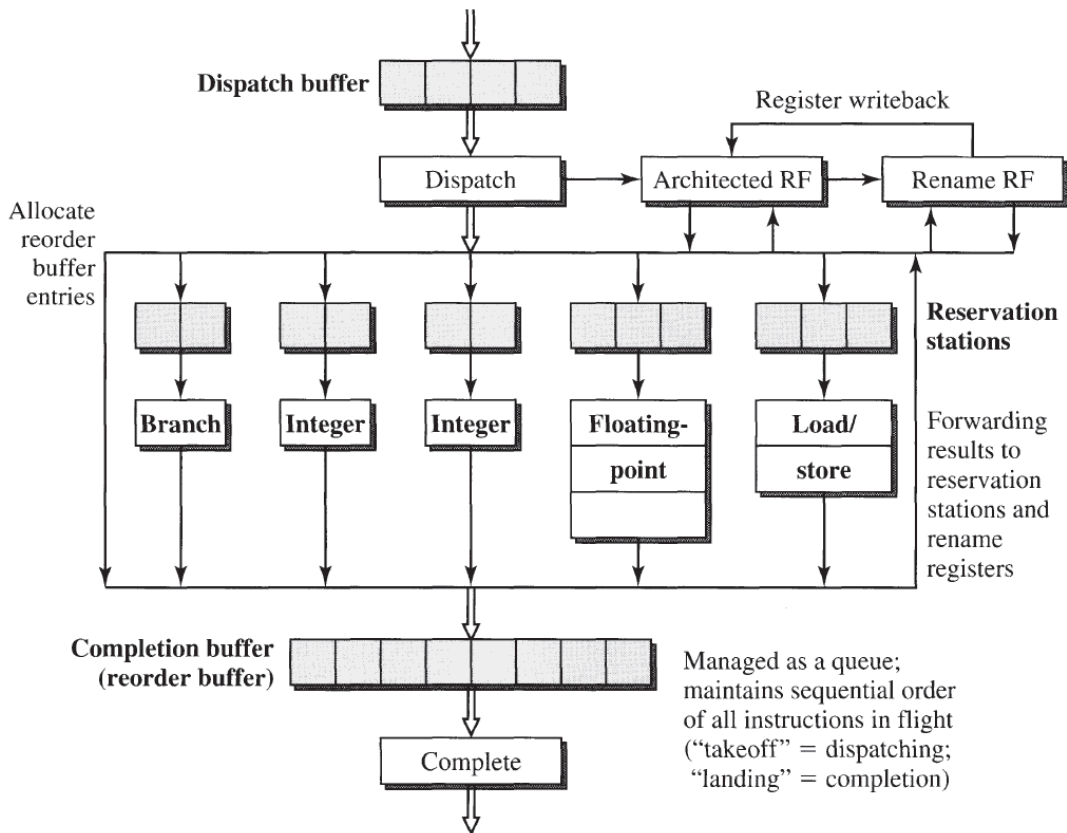 Dispatch buffer
Register writeback
Dispatch
Architected RF
Rename RF
Allocate
reorder
buffer
entries
Reservation
stations
Branch
Integer
Integer
Floating-
point
Load/
store
Forwarding
results to
reservation
stations and
rename
registers
Completion buffer
(reorder buffer)
Managed as a queue;
maintains sequential order
of all instructions in flight
(“takeoff” = dispatching;
“landing” = completion)
Complete